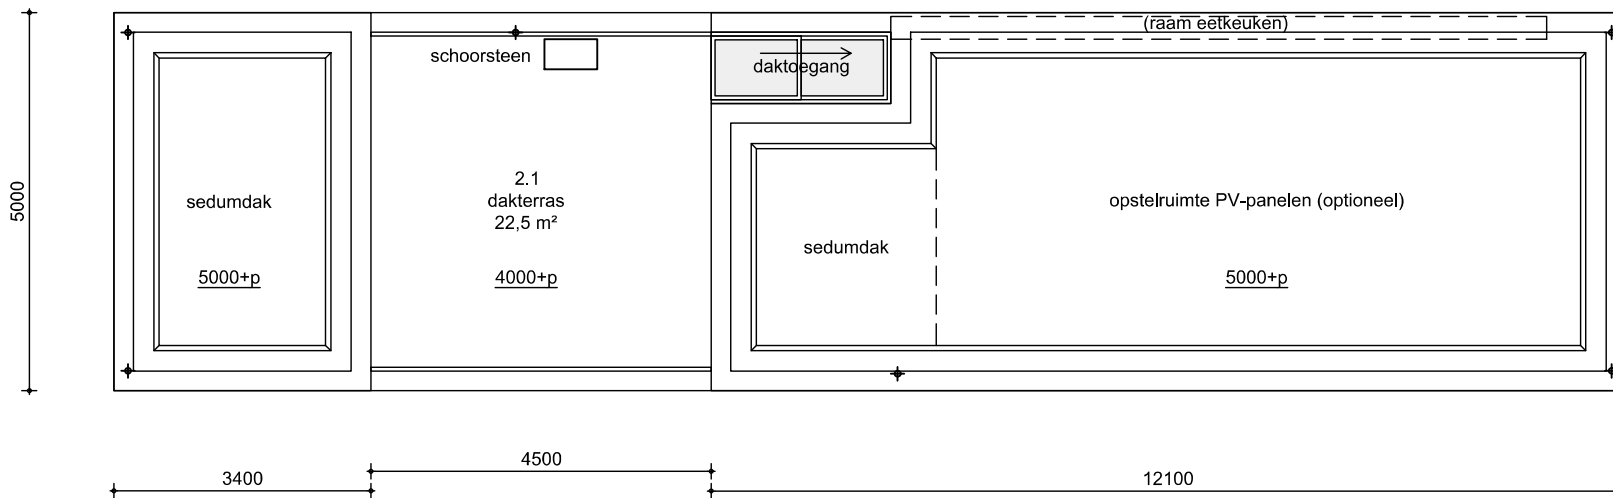 (raam eetkeuken)
schoorsteen
daktoegang
5000
sedumdak
2.1
dakterras
22,5 m²
opstelruimte PV-panelen (optioneel)
sedumdak
5000+p
4000+p
5000+p
4500
3400
12100